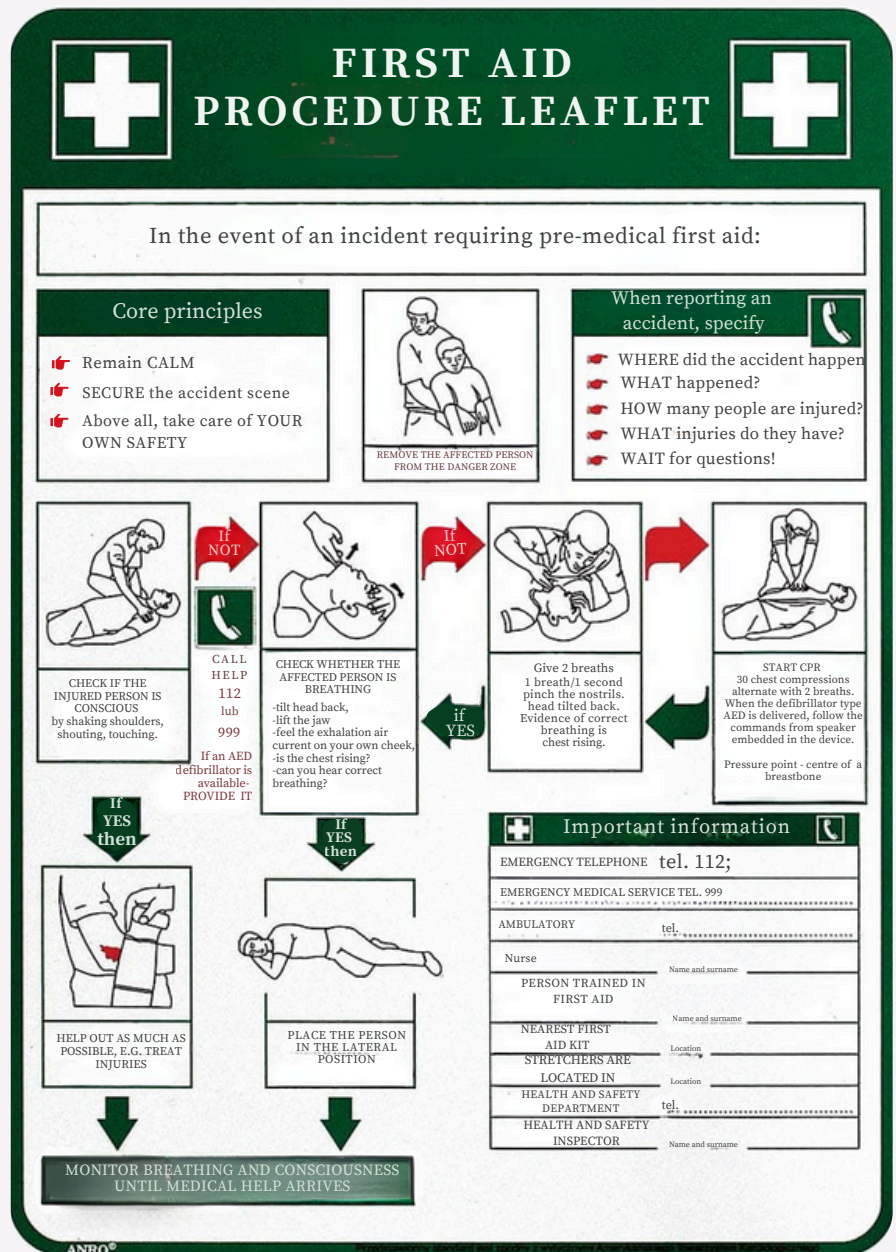 FIRST AID
PROCEDURE LEAFLET
In the event of an incident requiring pre-medical first aid:
Core principles
Remain CALM
SECURE the accident scene
Above all, take care of YOUR
OWN SAFETY
REMOVE THE AFFECTED PERSON
FROM THE DANGER ZONE
When reporting an
accident, specify
WHERE did the accident happen
WHAT happened?
HOW many people are injured?
WHAT injuries do they have?
WAIT for questions!
CHECK IF THE
INJURED PERSON IS
CONSCIOUS
by shaking shoulders,
shouting, touching.
If
NOT
CALL
HELP
112
lub
999
If an AED
defibrillator is
available-
PROVIDE IT
CHECK WHETHER THE
AFFECTED PERSON IS
BREATHING
-tilt head back,
-lift the jaw
-feel the exhalation air
current on your own cheek,
-is the chest rising?
-can you hear correct
breathing?
If
NOT
if
YES
Give 2 breaths
1 breath/1 second
pinch the nostrils.
head tilted back.
Evidence of correct
breathing is
chest rising.
START CPR
30 chest compressions
alternate with 2 breaths.
When the defibrillator type
AED is delivered, follow the
commands from speaker
embedded in the device.
Pressure point - centre of a
breastbone
If
YES
then
HELP OUT AS MUCH AS
POSSIBLE, E.G. TREAT
INJURIES
If
YES
then
PLACE THE PERSON
IN THE LATERAL
POSITION
MONITOR BREATHING AND CONSCIOUSNESS
UNTIL MEDICAL HELP ARRIVES
Important information
EMERGENCY TELEPHONE tel. 112;
EMERGENCY MEDICAL SERVICE TEL. 999
AMBULATORY tel.
Nurse
Name and surname
PERSON TRAINED IN
FIRST AID
Name and surname
NEAREST FIRST
AID KIT
Location
STRETCHERS ARE
LOCATED IN
Location
HEALTH AND SAFETY
DEPARTMENT tel.
HEALTH AND SAFETY
INSPECTOR
Name and surname
ANRO®